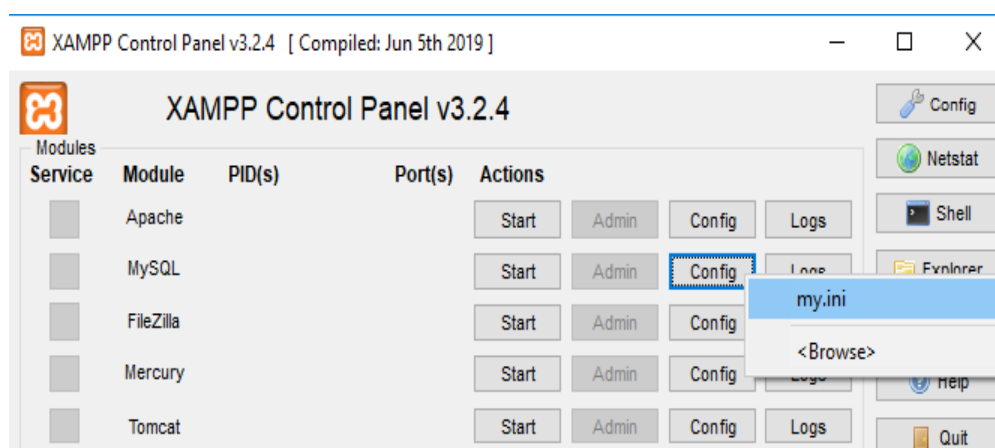 XAMPP Control Panel v3.2.4 [ Compiled: Jun 5th 2019 ]
XAMPP Control Panel v3.2.4
Config
Modules
Service Module PID(s) Port(s) Actions
Netstat
Apache Start Admin Config Logs
Shell
MySQL Start Admin Config Logs
Explorer
my.ini
FileZilla Start Admin Config
<Browse>
Mercury Start Admin Config Logs
Help
Tomcat Start Admin Config Logs
Quit